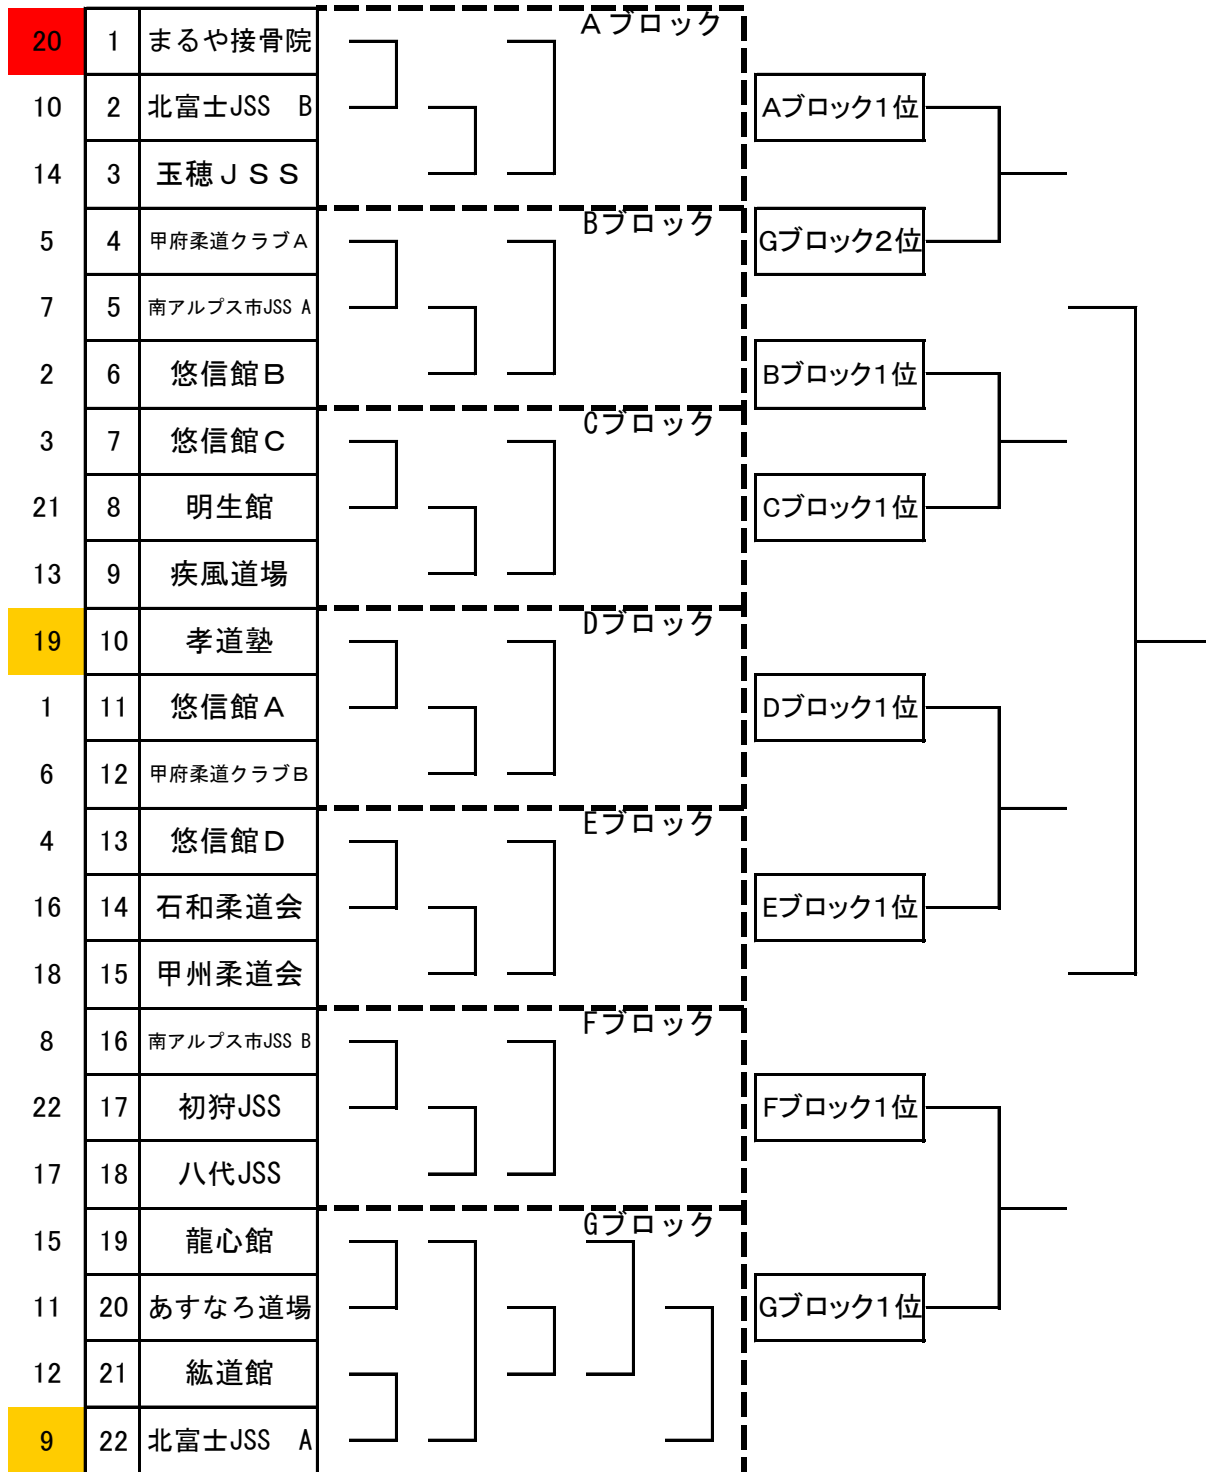 20 1 まるや接骨院 Aブロック
10 2 北富士JSS B Aブロック1位
14 3 玉穂JSS
5 4 甲府柔道クラブA Bブロック Gブロック2位
7 5 南アルプス市JSS A
2 6 悠信館B Bブロック1位
3 7 悠信館C Cブロック
21 8 明生館 Cブロック1位
13 9 疾風道場
19 10 孝道塾 Dブロック
1 11 悠信館A Dブロック1位
6 12 甲府柔道クラブB
4 13 悠信館D Eブロック
16 14 石和柔道会 Eブロック1位
18 15 甲州柔道会
8 16 南アルプス市JSS B Fブロック
22 17 初狩JSS Fブロック1位
17 18 八代JSS
15 19 龍心館 Gブロック
11 20 あすなろ道場 Gブロック1位
12 21 紘道館
9 22 北富士JSS A